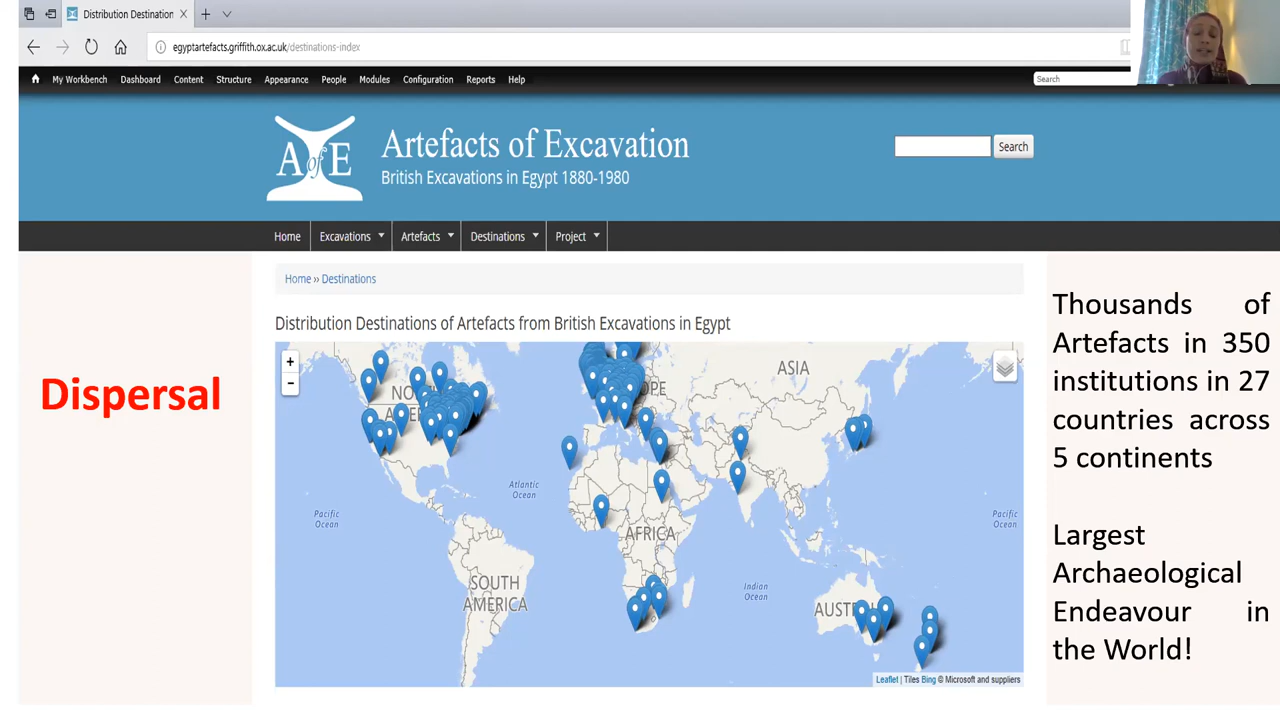 Distribution Destination
egyptartefacts.griffith.ox.ac.uk/destinations-index
My Workbench Dashboard Content Structure Appearance People Modules Configuration Reports Help Search
A of E
Artefacts of Excavation
British Excavations in Egypt 1880-1980
Search
Home Excavations Artefacts Destinations Project
Home » Destinations
Distribution Destinations of Artefacts from British Excavations in Egypt
+
-
ASIA
Atlantic
Ocean
Pacific
Ocean
Pacific
Ocean
AFRICA
SOUTH
AMERICA
Indian
Ocean
Leaflet | Tiles Bing © Microsoft and suppliers
Dispersal
Thousands of
Artefacts in 350
institutions in 27
countries across
5 continents
Largest
Archaeological
Endeavour in
the World!